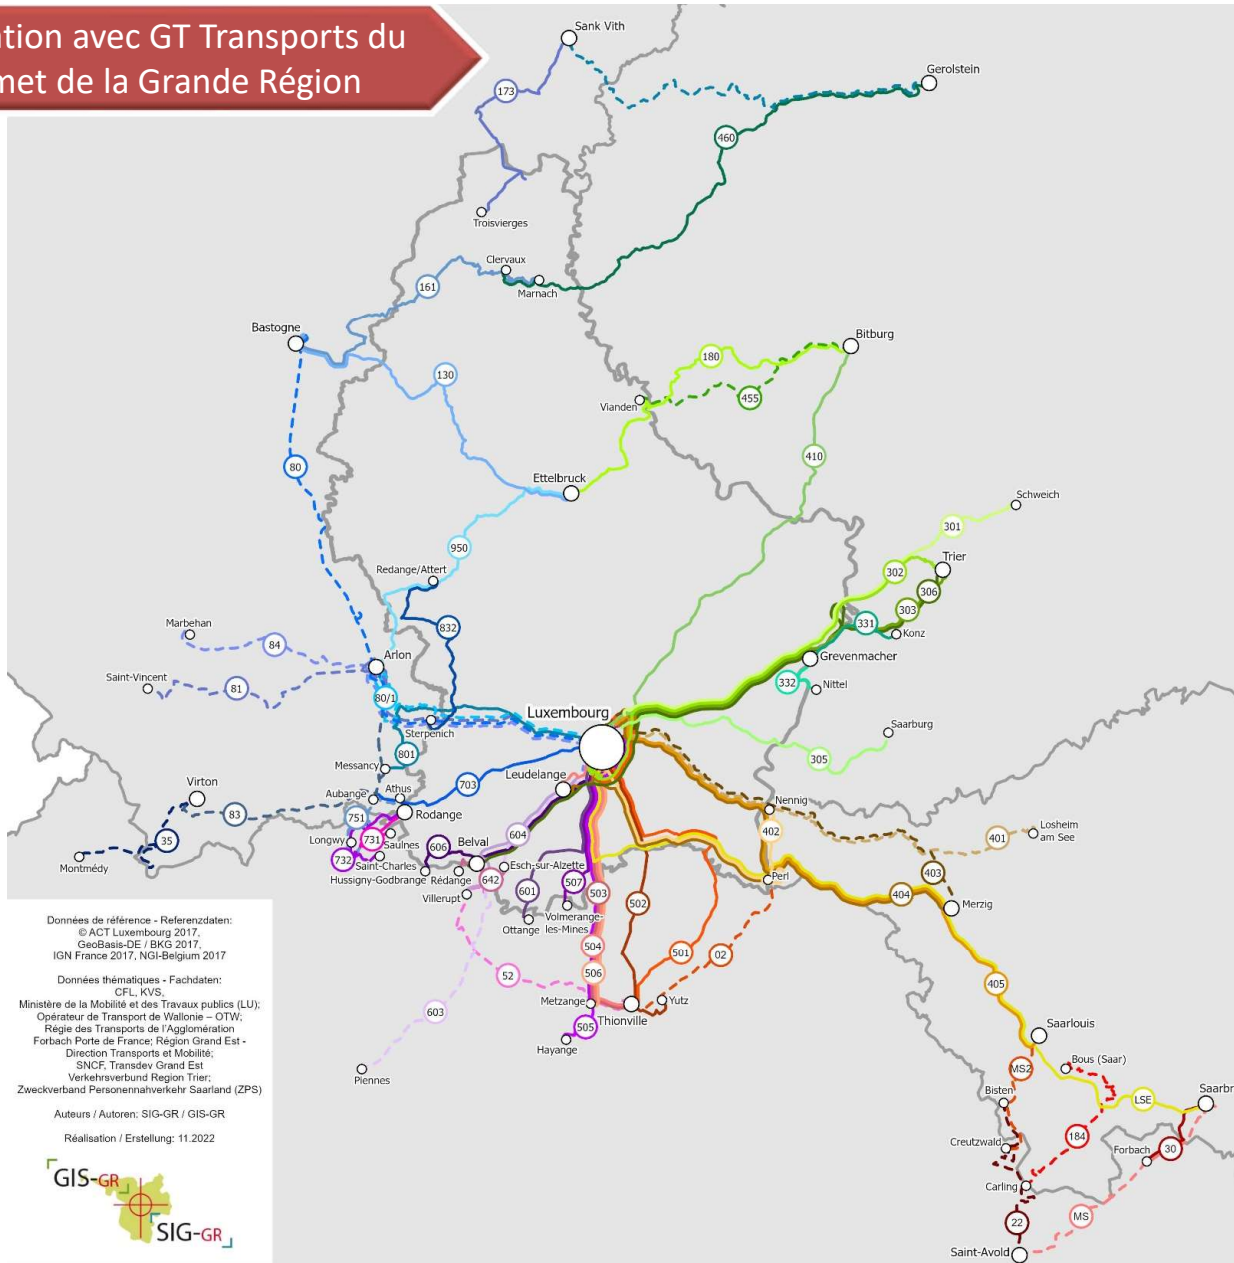 ation avec GT Transports du
met de la Grande Région
Sank Vith
Gerolstein
173
460
Troisvierges
Clervaux
Marnach
161
Bastogne
Bitburg
180
130
455
Vianden
410
80
Ettelbruck
Schweich
301
950
Trier
302
Redange/Attert
306
303
Marbehan
832
331
Konz
84
Arlon
Grevenmacher
Saint-Vincent
81
332
Nittel
80/1
Luxembourg
Saarburg
Sterpenich
801
305
Messancy
Leudelange
Virton
703
Athus
Aubange
Nennig
83
751
Rodange
402
Losheim
am See
604
401
35
Longwy
731
Saulnes
606
Belval
732
Saint-Charles
Esch-sur-Alzette
Montmédy
Hussigny-Godbrange
Rédange
642
601
507
503
502
Perl
403
404
Villerupt
Merzig
Ottange
Volmerange-
les-Mines
504
501
02
52
506
405
Metzange
Yutz
603
505
Thionville
Hayange
Saarlouis
Piennes
MS2
Bous (Saar)
Bisten
LSE
Saarbr
Creutzwald
184
Forbach
30
Carling
22
MS
Saint-Avold
Données de référence - Referenzdaten:
© ACT Luxembourg 2017,
GeoBasis-DE / BKG 2017,
IGN France 2017, NGI-Belgium 2017
Données thématiques - Fachdaten:
CFL, KVS,
Ministère de la Mobilité et des Travaux publics (LU);
Opérateur de Transport de Wallonie – OTW;
Régie des Transports de l'Agglomération
Forbach Porte de France; Région Grand Est -
Direction Transports et Mobilité;
SNCF, Transdev Grand Est
Verkehrsverbund Region Trier;
Zweckverband Personennahverkehr Saarland (ZPS)
Auteurs / Autoren: SIG-GR / GIS-GR
Réalisation / Erstellung: 11.2022
GIS-GR
SIG-GR